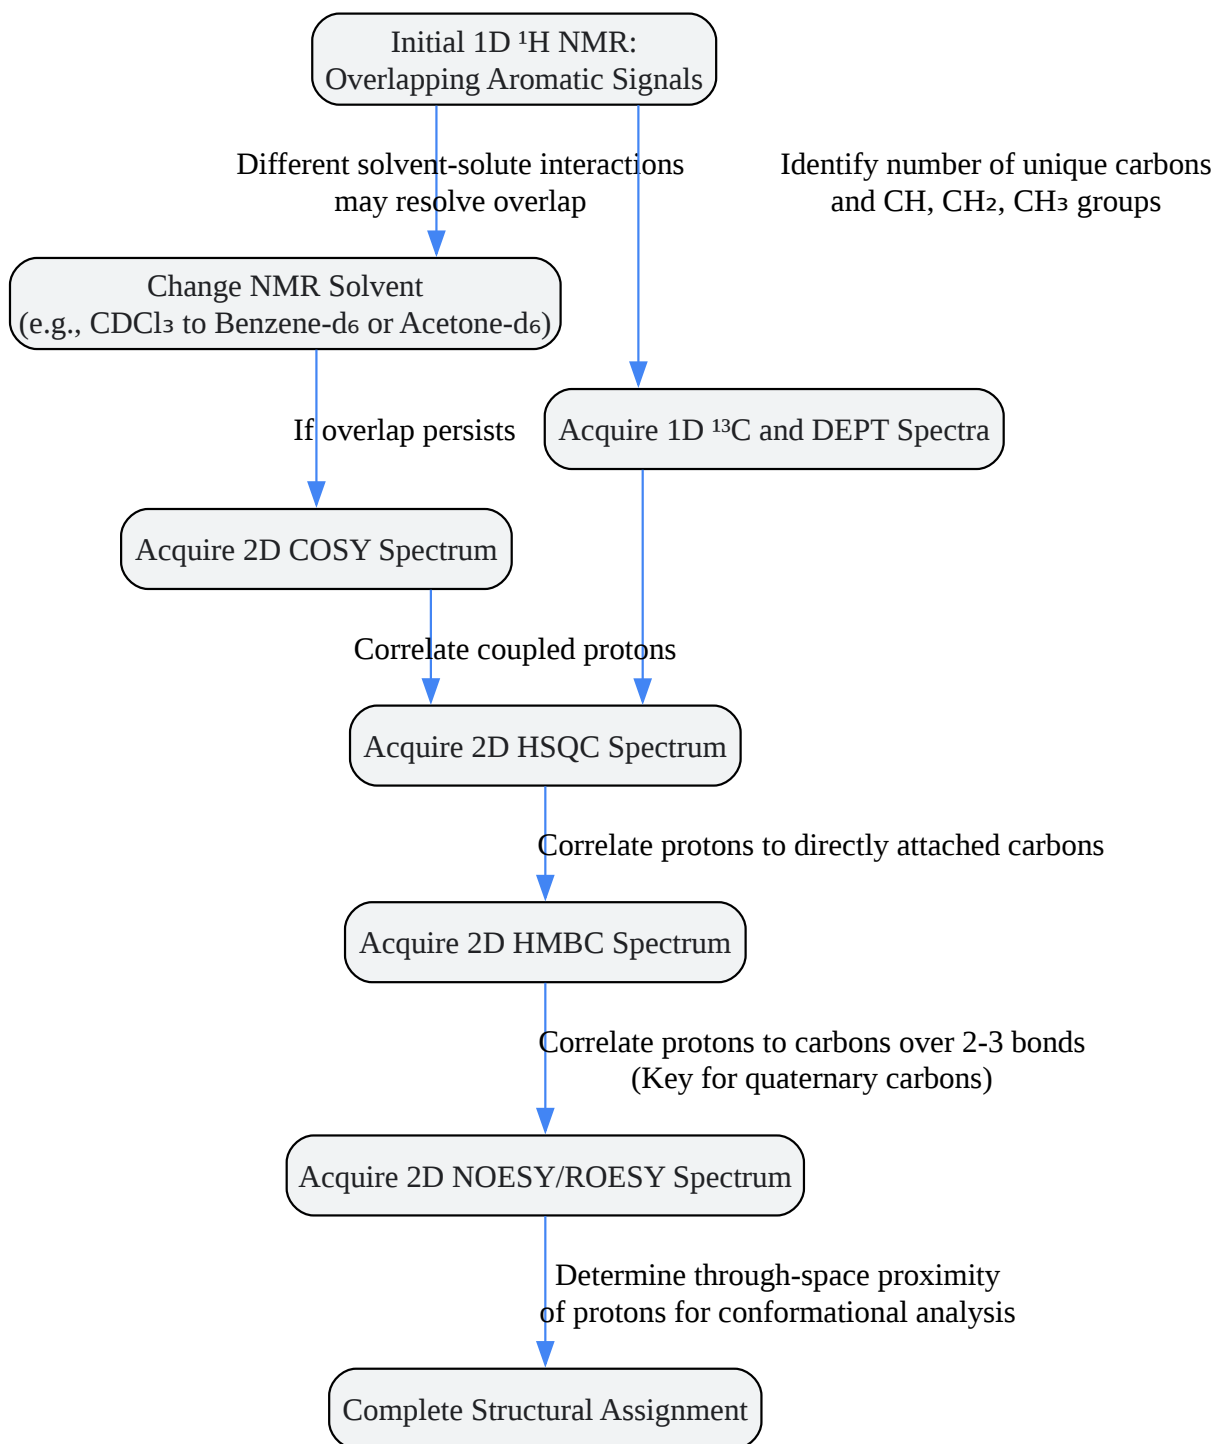 Initial 1D ¹H NMR:
Overlapping Aromatic Signals
Different solvent-solute interactions
may resolve overlap
Identify number of unique carbons
and CH, CH₂, CH₃ groups
Change NMR Solvent
(e.g., CDCl₃ to Benzene-d₆ or Acetone-d₆)
If overlap persists
Acquire 1D ¹³C and DEPT Spectra
Acquire 2D COSY Spectrum
Correlate coupled protons
Acquire 2D HSQC Spectrum
Correlate protons to directly attached carbons
Acquire 2D HMBC Spectrum
Correlate protons to carbons over 2-3 bonds
(Key for quaternary carbons)
Acquire 2D NOESY/ROESY Spectrum
Determine through-space proximity
of protons for conformational analysis
Complete Structural Assignment